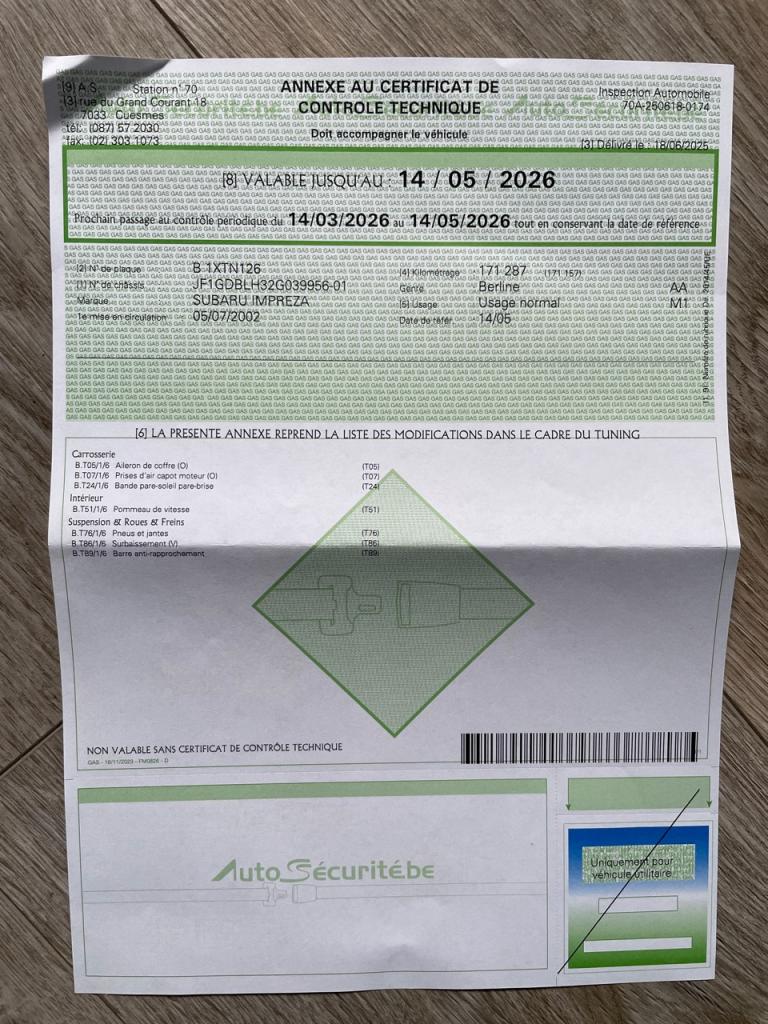 [9] A.S. Station n° 70
[3] rue du Grand Courant 18
7033 Cuesmes
tél: (087) 57 2030
fax: (02) 303 1073
ANNEXE AU CERTIFICAT DE
CONTROLE TECHNIQUE
Doit accompagner le véhicule
Inspection Automobile
70A-250618-0174
[3] Délivré le : 18/06/2025
[8] VALABLE JUSQU'AU : 14 / 05 / 2026
Prochain passage au contrôle périodique du 14/03/2026 au 14/05/2026 tout en conservant la date de référence
[2] N° de plaque B 1XTN126
[1] N° de châssis JF1GDBLH32G039956-01
Marque SUBARU IMPREZA
1e mise en circulation 05/07/2002
[4] Kilométrage 171 287 (171 157)
Genre Berline AA
[5] Usage Usage normal M1
Date de référ. 14/05
[6] LA PRESENTE ANNEXE REPREND LA LISTE DES MODIFICATIONS DANS LE CADRE DU TUNING
Carrosserie
B.T05/1/6 Aileron de coffre (O) (T05)
B.T07/1/6 Prises d'air capot moteur (O) (T07)
B.T24/1/6 Bande pare-soleil pare-brise (T24)
Intérieur
B.T51/1/6 Pommeau de vitesse (T51)
Suspension & Roues & Freins
B.T76/1/6 Pneus et jantes (T76)
B.T86/1/6 Surbaissement (V) (T86)
B.T89/1/6 Barre anti-rapprochement (T89)
NON VALABLE SANS CERTIFICAT DE CONTRÔLE TECHNIQUE
GAS - 16/11/2023 - FM0826 - D
AutoSécurité.be
Uniquement pour
véhicule utilitaire